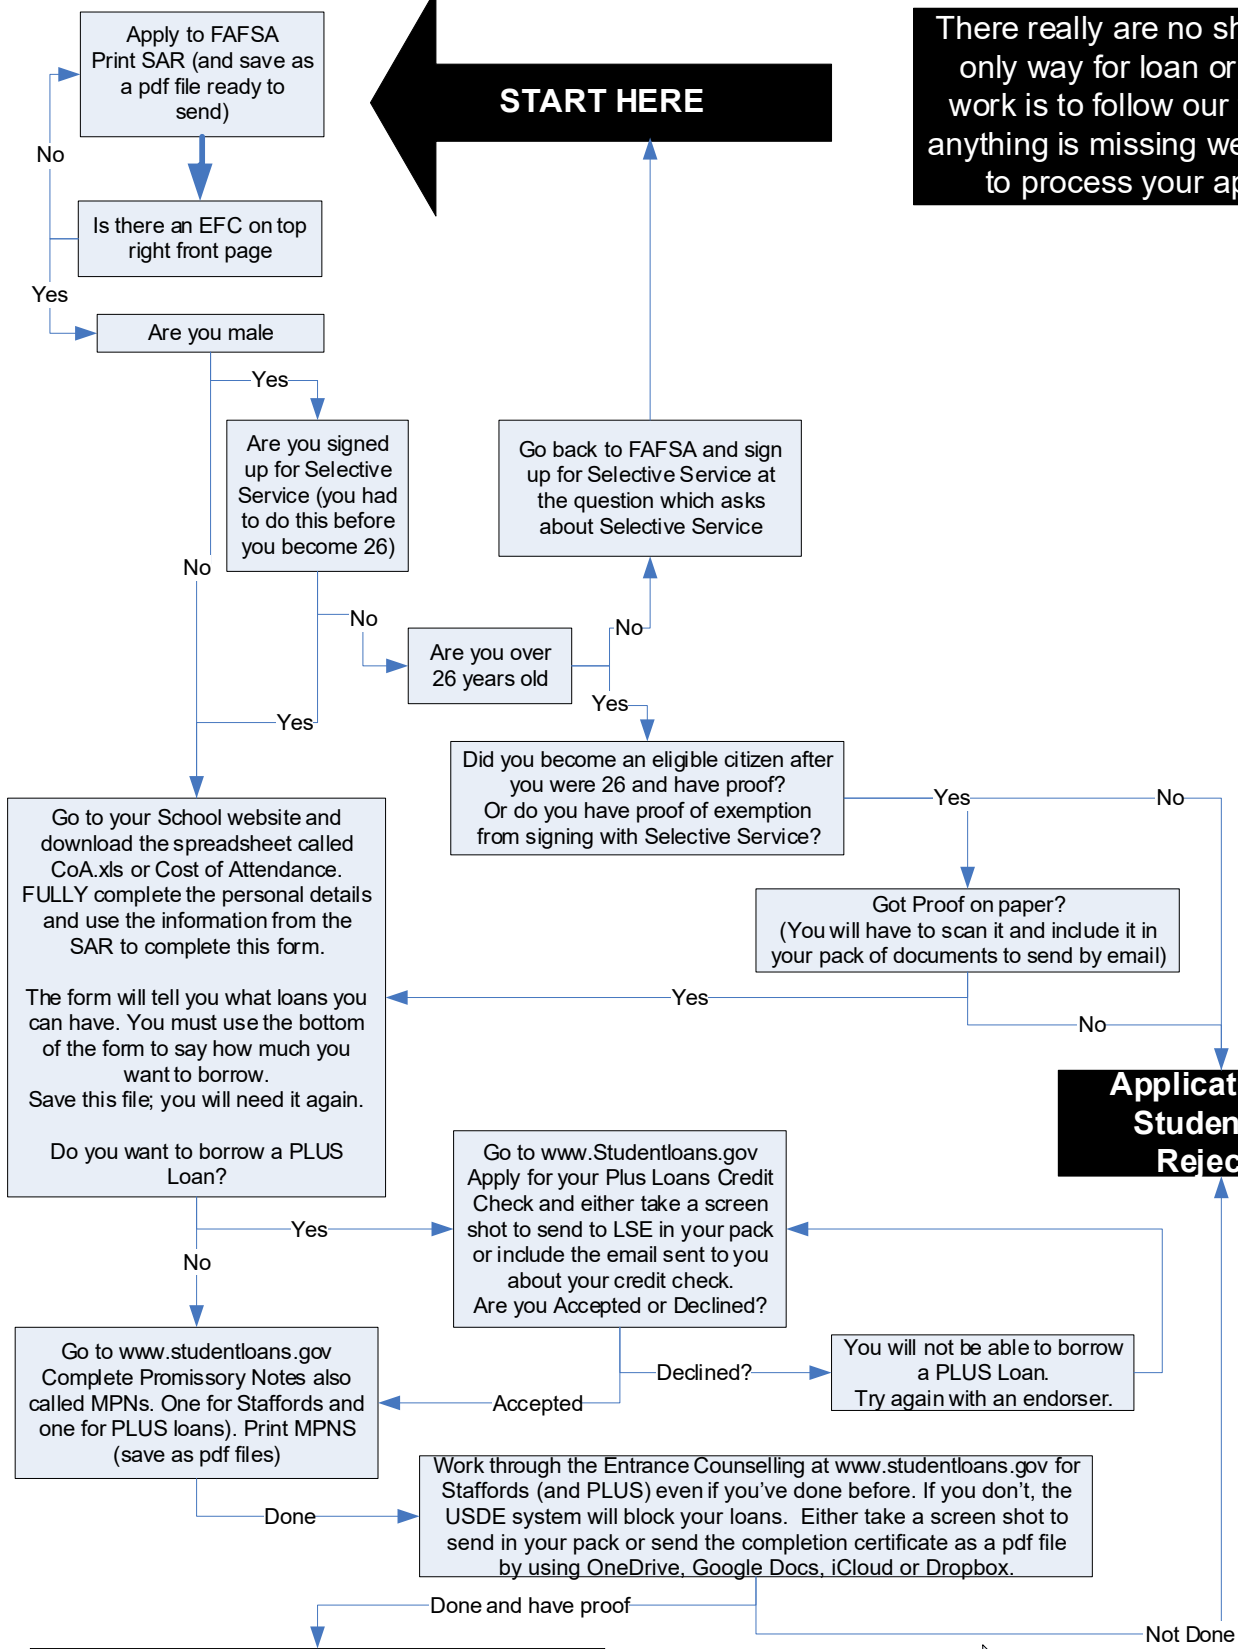 Apply to FAFSA
Print SAR (and save as
a pdf file ready to
send)
START HERE
There really are no
only way for loan or
work is to follow our
anything is missing we
to process your
No
Is there an EFC on top
right front page
Yes
Are you male
Yes
Are you signed
up for Selective
Service (you had
to do this before
you become 26)
Go back to FAFSA and sign
up for Selective Service at
the question which asks
about Selective Service
No
No
No
Are you over
26 years old
Yes
Yes
Did you become an eligible citizen after
you were 26 and have proof?
Or do you have proof of exemption
from signing with Selective Service?
Yes
No
Go to your School website and
download the spreadsheet called
CoA.xls or Cost of Attendance.
FULLY complete the personal details
and use the information from the
SAR to complete this form.
The form will tell you what loans you
can have. You must use the bottom
of the form to say how much you
want to borrow.
Save this file; you will need it again.
Do you want to borrow a PLUS
Loan?
Got Proof on paper?
(You will have to scan it and include it in
your pack of documents to send by email)
Yes
No
Studen
Go to www.Studentloans.gov
Apply for your Plus Loans Credit
Check and either take a screen
shot to send to LSE in your pack
or include the email sent to you
about your credit check.
Are you Accepted or Declined?
Yes
No
Go to www.studentloans.gov
Complete Promissory Notes also
called MPNs. One for Staffords and
one for PLUS loans). Print MPNS
(save as pdf files)
Declined?
You will not be able to borrow
a PLUS Loan.
Try again with an endorser.
Accepted
Work through the Entrance Counselling at www.studentloans.gov for
Staffords (and PLUS) even if you've done before. If you don't, the
USDE system will block your loans. Either take a screen shot to
send in your pack or send the completion certificate as a pdf file
by using OneDrive, Google Docs, iCloud or Dropbox.
Done
Done and have proof
Not Done